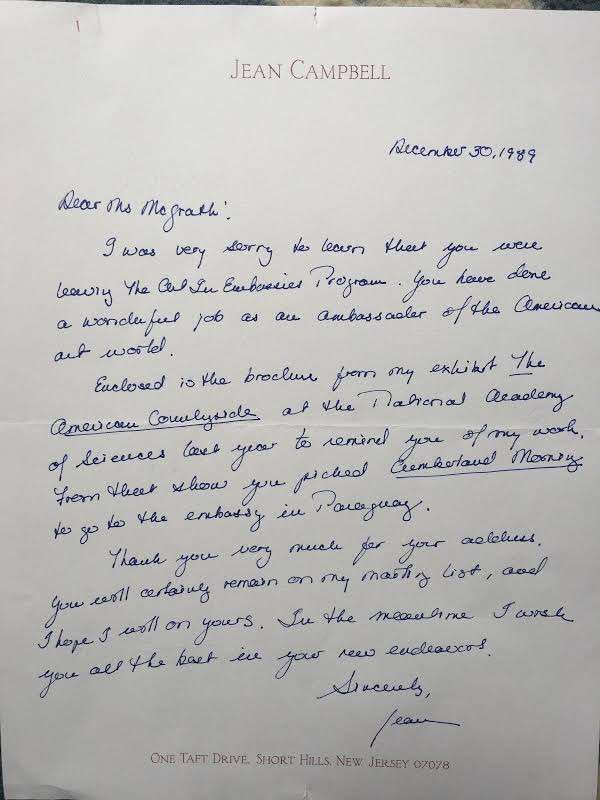 JEAN CAMPBELL
December 30, 1989
Dear Ms McGrath:
I was very sorry to learn that you were
leaving The Art In Embassies Program. You have done
a wonderful job as an ambassador of the American
art world.
Enclosed is the brochure from my exhibit The
American Countryside at the National Academy
of Sciences last year to remind you of my work.
From that show you picked Cumberland Morning
to go to the embassy in Paraguay.
Thank you very much for your address.
You will certainly remain on my mailing list, and
I hope I will on yours. In the meantime I wish
you all the best in your new endeavors.
Sincerely,
Jean
ONE TAFT DRIVE, SHORT HILLS, NEW JERSEY 07078